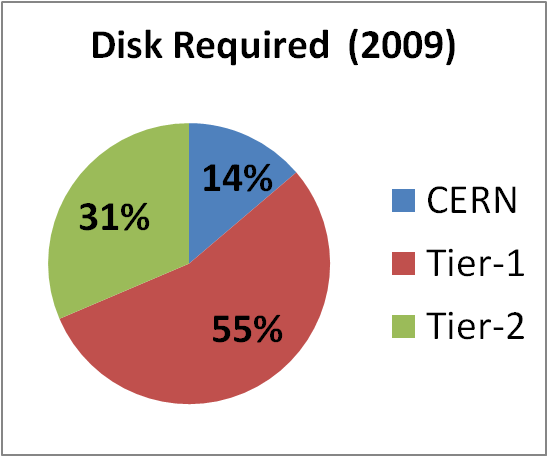 Disk Required (2009)
14%
31%
55%
CERN
Tier-1
Tier-2